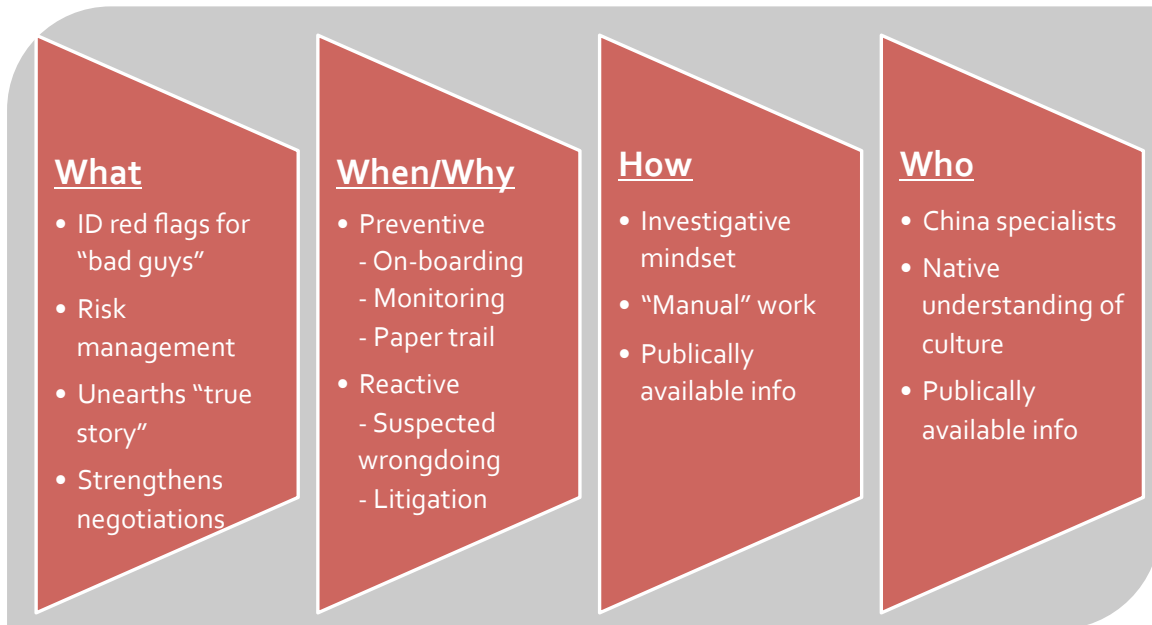 What
• ID red flags for
“bad guys”
• Risk
management
• Unearths “true
story”
• Strengthens
negotiations
When/Why
• Preventive
- On-boarding
- Monitoring
- Paper trail
• Reactive
- Suspected
wrongdoing
- Litigation
How
• Investigative
mindset
• “Manual” work
• Publically
available info
Who
• China specialists
• Native
understanding of
culture
• Publically
available info